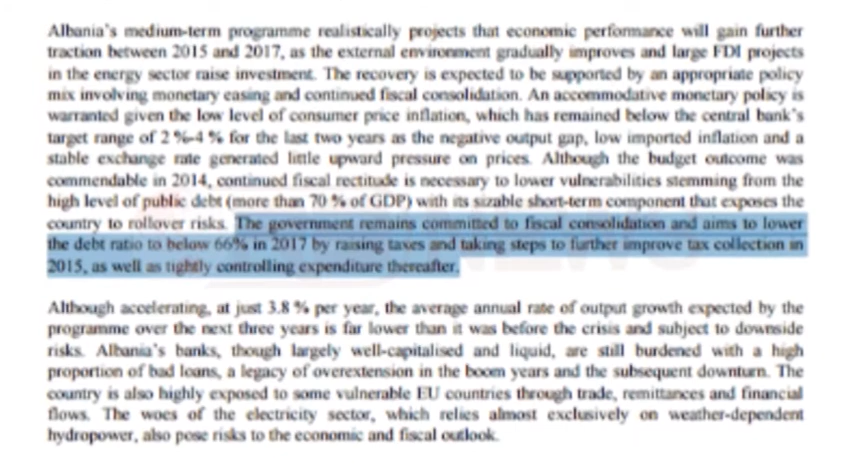 Albania's medium-term programme realistically projects that economic performance will gain further
traction between 2015 and 2017, as the external environment gradually improves and large FDI projects
in the energy sector raise investment. The recovery is expected to be supported by an appropriate policy
mix involving monetary easing and continued fiscal consolidation. An accommodative monetary policy is
warranted given the low level of consumer price inflation, which has remained below the central bank's
target range of 2 %-4 % for the last two years as the negative output gap, low imported inflation and a
stable exchange rate generated little upward pressure on prices. Although the budget outcome was
commendable in 2014, continued fiscal rectitude is necessary to lower vulnerabilities stemming from the
high level of public debt (more than 70 % of GDP) with its sizable short-term component that exposes the
country to rollover risks. The government remains committed to fiscal consolidation and aims to lower
the debt ratio to below 66% in 2017 by raising taxes and taking steps to further improve tax collection in
2015, as well as tightly controlling expenditure thereafter.
Although accelerating, at just 3.8 % per year, the average annual rate of output growth expected by the
programme over the next three years is far lower than it was before the crisis and subject to downside
risks. Albania's banks, though largely well-capitalised and liquid, are still burdened with a high
proportion of bad loans, a legacy of overextension in the boom years and the subsequent downturn. The
country is also highly exposed to some vulnerable EU countries through trade, remittances and financial
flows. The woes of the electricity sector, which relies almost exclusively on weather-dependent
hydropower, also pose risks to the economic and fiscal outlook.